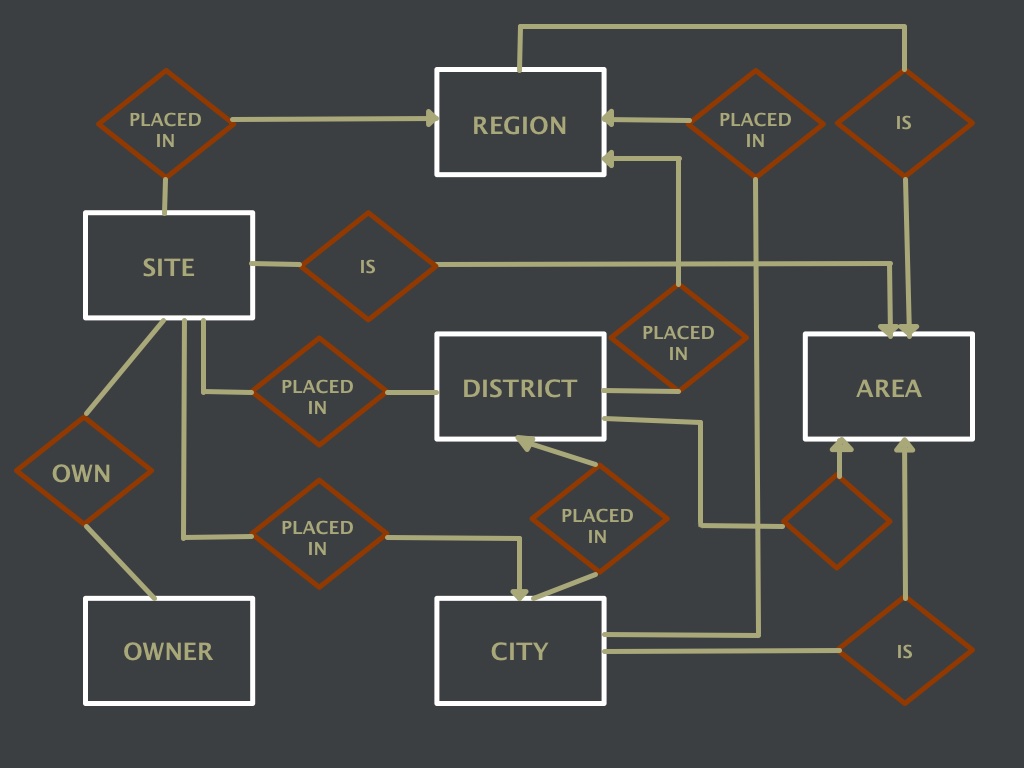 PLACED
IN
REGION
PLACED
IN
IS
SITE
IS
PLACED
IN
PLACED
IN
DISTRICT
AREA
OWN
PLACED
IN
PLACED
IN
OWNER
CITY
IS